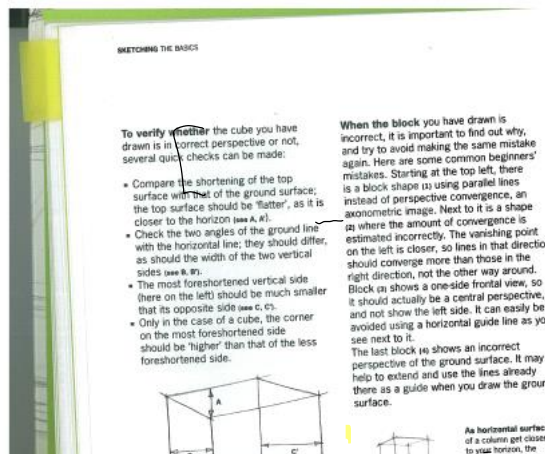 SKETCHING THE BASICS
To verify whether the cube you have
drawn is in correct perspective or not,
several quick checks can be made:
• Compare the shortening of the top
surface with that of the ground surface;
the top surface should be 'flatter', as it is
closer to the horizon (see A, A').
• Check the two angles of the ground line
with the horizontal line; they should differ,
as should the width of the two vertical
sides (see B, B').
• The most foreshortened vertical side
(here on the left) should be much smaller
that its opposite side (see C, C').
• Only in the case of a cube, the corner
on the most foreshortened side
should be 'higher' than that of the less
foreshortened side.
A
C'
When the block you have drawn is
incorrect, it is important to find out why,
and try to avoid making the same mistake
again. Here are some common beginners'
mistakes. Starting at the top left, there
is a block shape (1) using parallel lines
instead of perspective convergence, an
axonometric image. Next to it is a shape
(2) where the amount of convergence is
estimated incorrectly. The vanishing point
on the left is closer, so lines in that directio
should converge more than those in the
right direction, not the other way around.
Block (3) shows a one-side frontal view, so
it should actually be a central perspective,
and not show the left side. It can easily be
avoided using a horizontal guide line as yo
see next to it.
The last block (4) shows an incorrect
perspective of the ground surface. It may
help to extend and use the lines already
there as a guide when you draw the groun
surface.
As horizontal surfac
of a column get closer
to your horizon, the